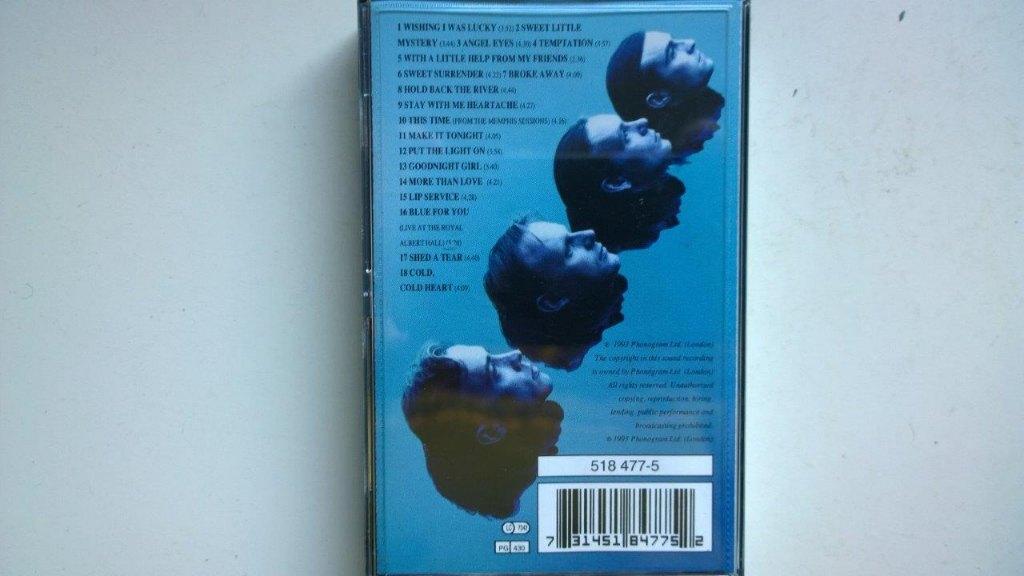 1 WISHING I WAS LUCKY (3:52) 2 SWEET LITTLE
MYSTERY (3.44) 3 ANGEL EYES (4.30) 4 TEMPTATION (3:57)
5 WITH A LITTLE HELP FROM MY FRIENDS (2.36)
6 SWEET SURRENDER (4.22) 7 BROKE AWAY (4.09)
8 HOLD BACK THE RIVER (4.44)
9 STAY WITH ME HEARTACHE (4.27)
10 THIS TIME (FROM THE MEMPHIS SESSIONS) (4.16)
11 MAKE IT TONIGHT (4.05)
12 PUT THE LIGHT ON (3.54)
13 GOODNIGHT GIRL (3.40)
14 MORE THAN LOVE (4.21)
15 LIP SERVICE (4.28)
16 BLUE FOR YOU
(LIVE AT THE ROYAL
ALBERT HALL)
17 SHED A TEAR (4.40)
18 COLD,
COLD HEART (4.09)
℗ 1993 Phonogram Ltd. (London)
The copyright in this sound recording
is owned by Phonogram Ltd. (London)
All rights reserved. Unauthorised
copying, reproduction, hiring,
lending, public performance and
broadcasting prohibited.
© 1993 Phonogram Ltd. (London)
518 477-5
LC 7047
PG 430
7 31451 84775 2